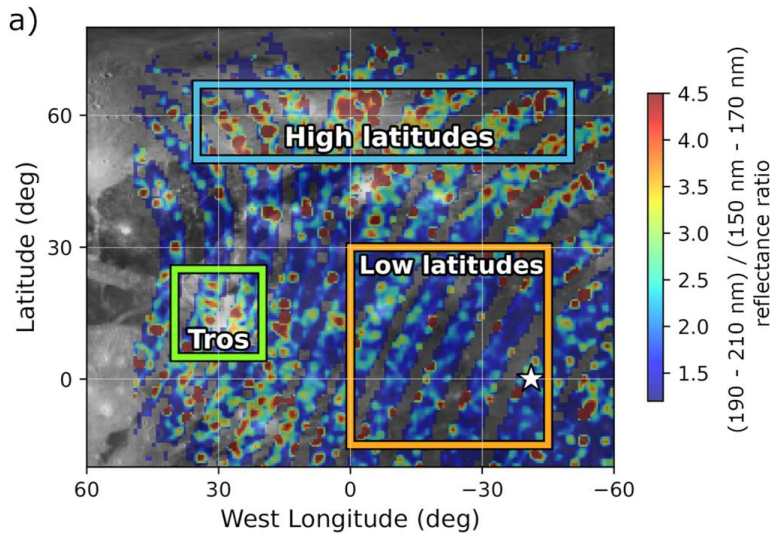 a)
High latitudes
Low latitudes
Tros
60
30
0
Latitude (deg)
60
30
0
−30
−60
West Longitude (deg)
4.5
4.0
3.5
3.0
2.5
2.0
1.5
(190 - 210 nm) / (150 nm - 170 nm)
reflectance ratio